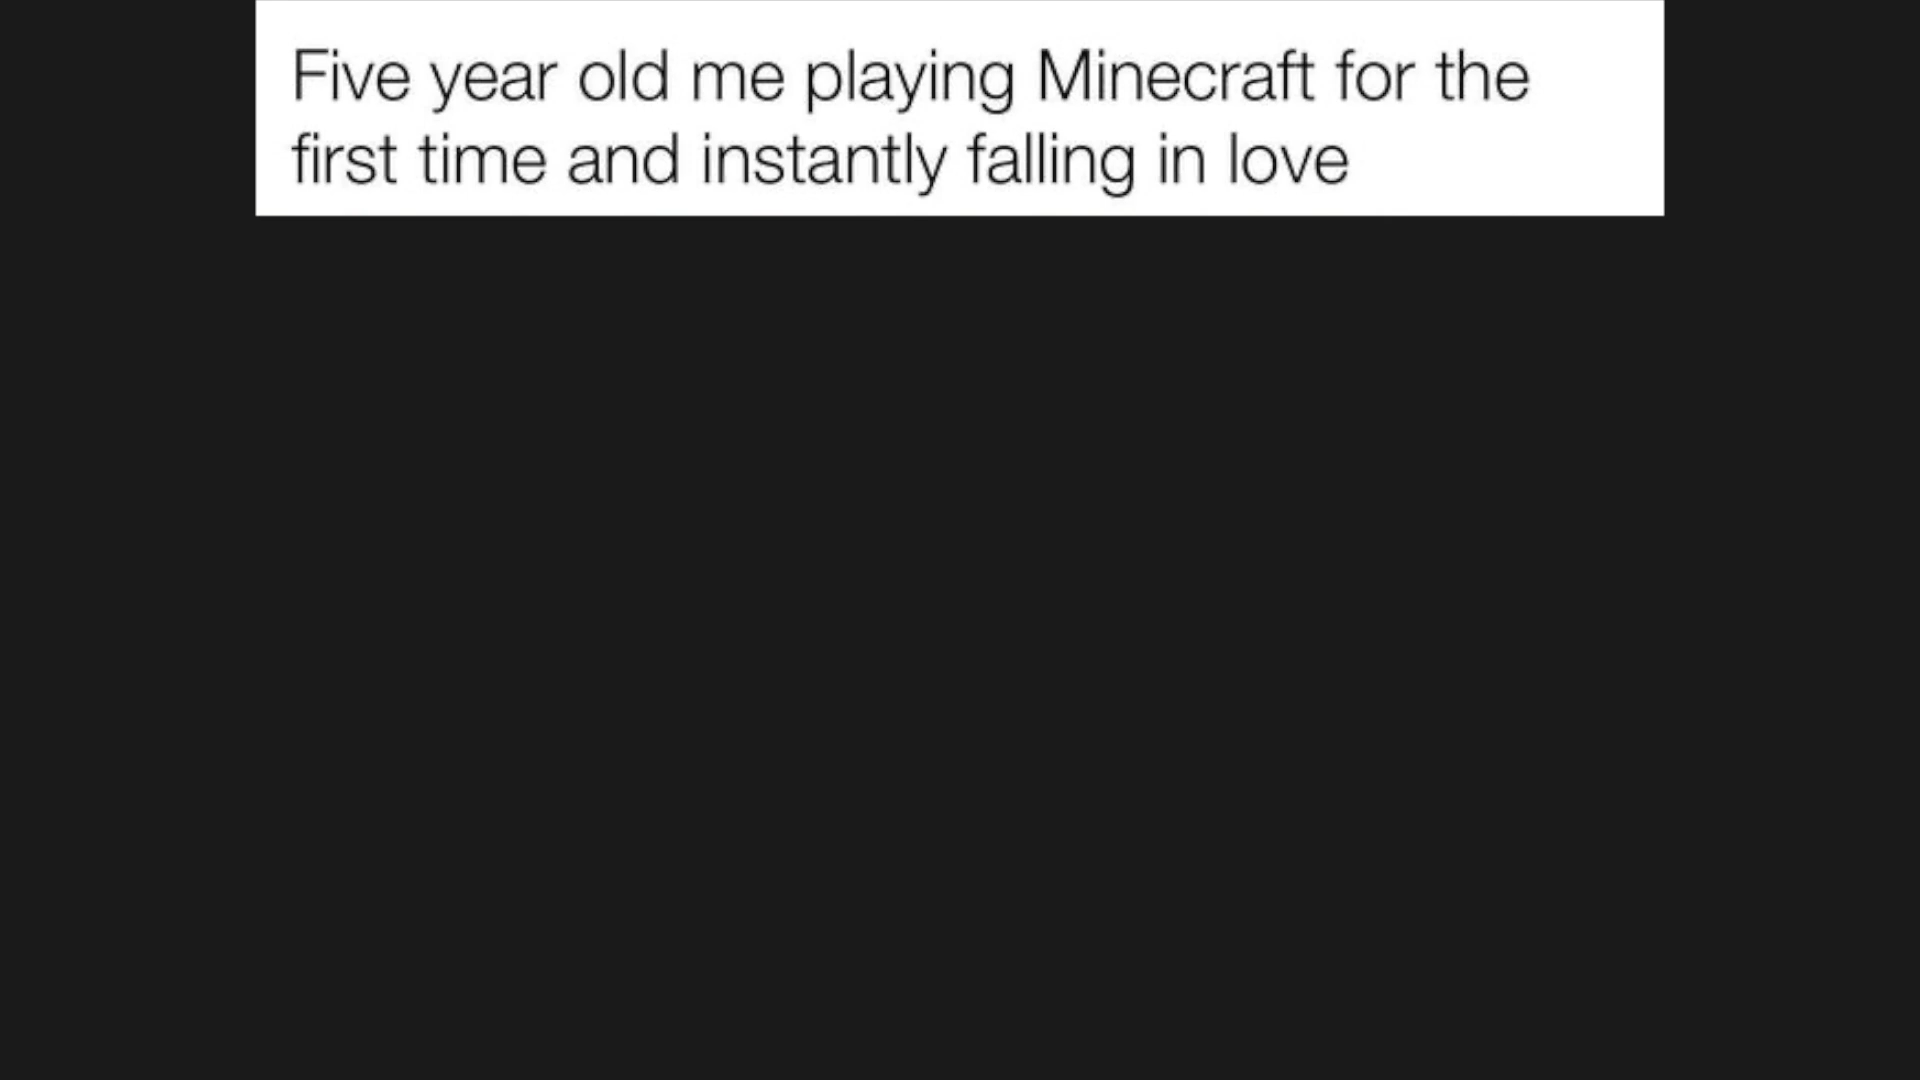 Five year old me playing Minecraft for the
first time and instantly falling in love